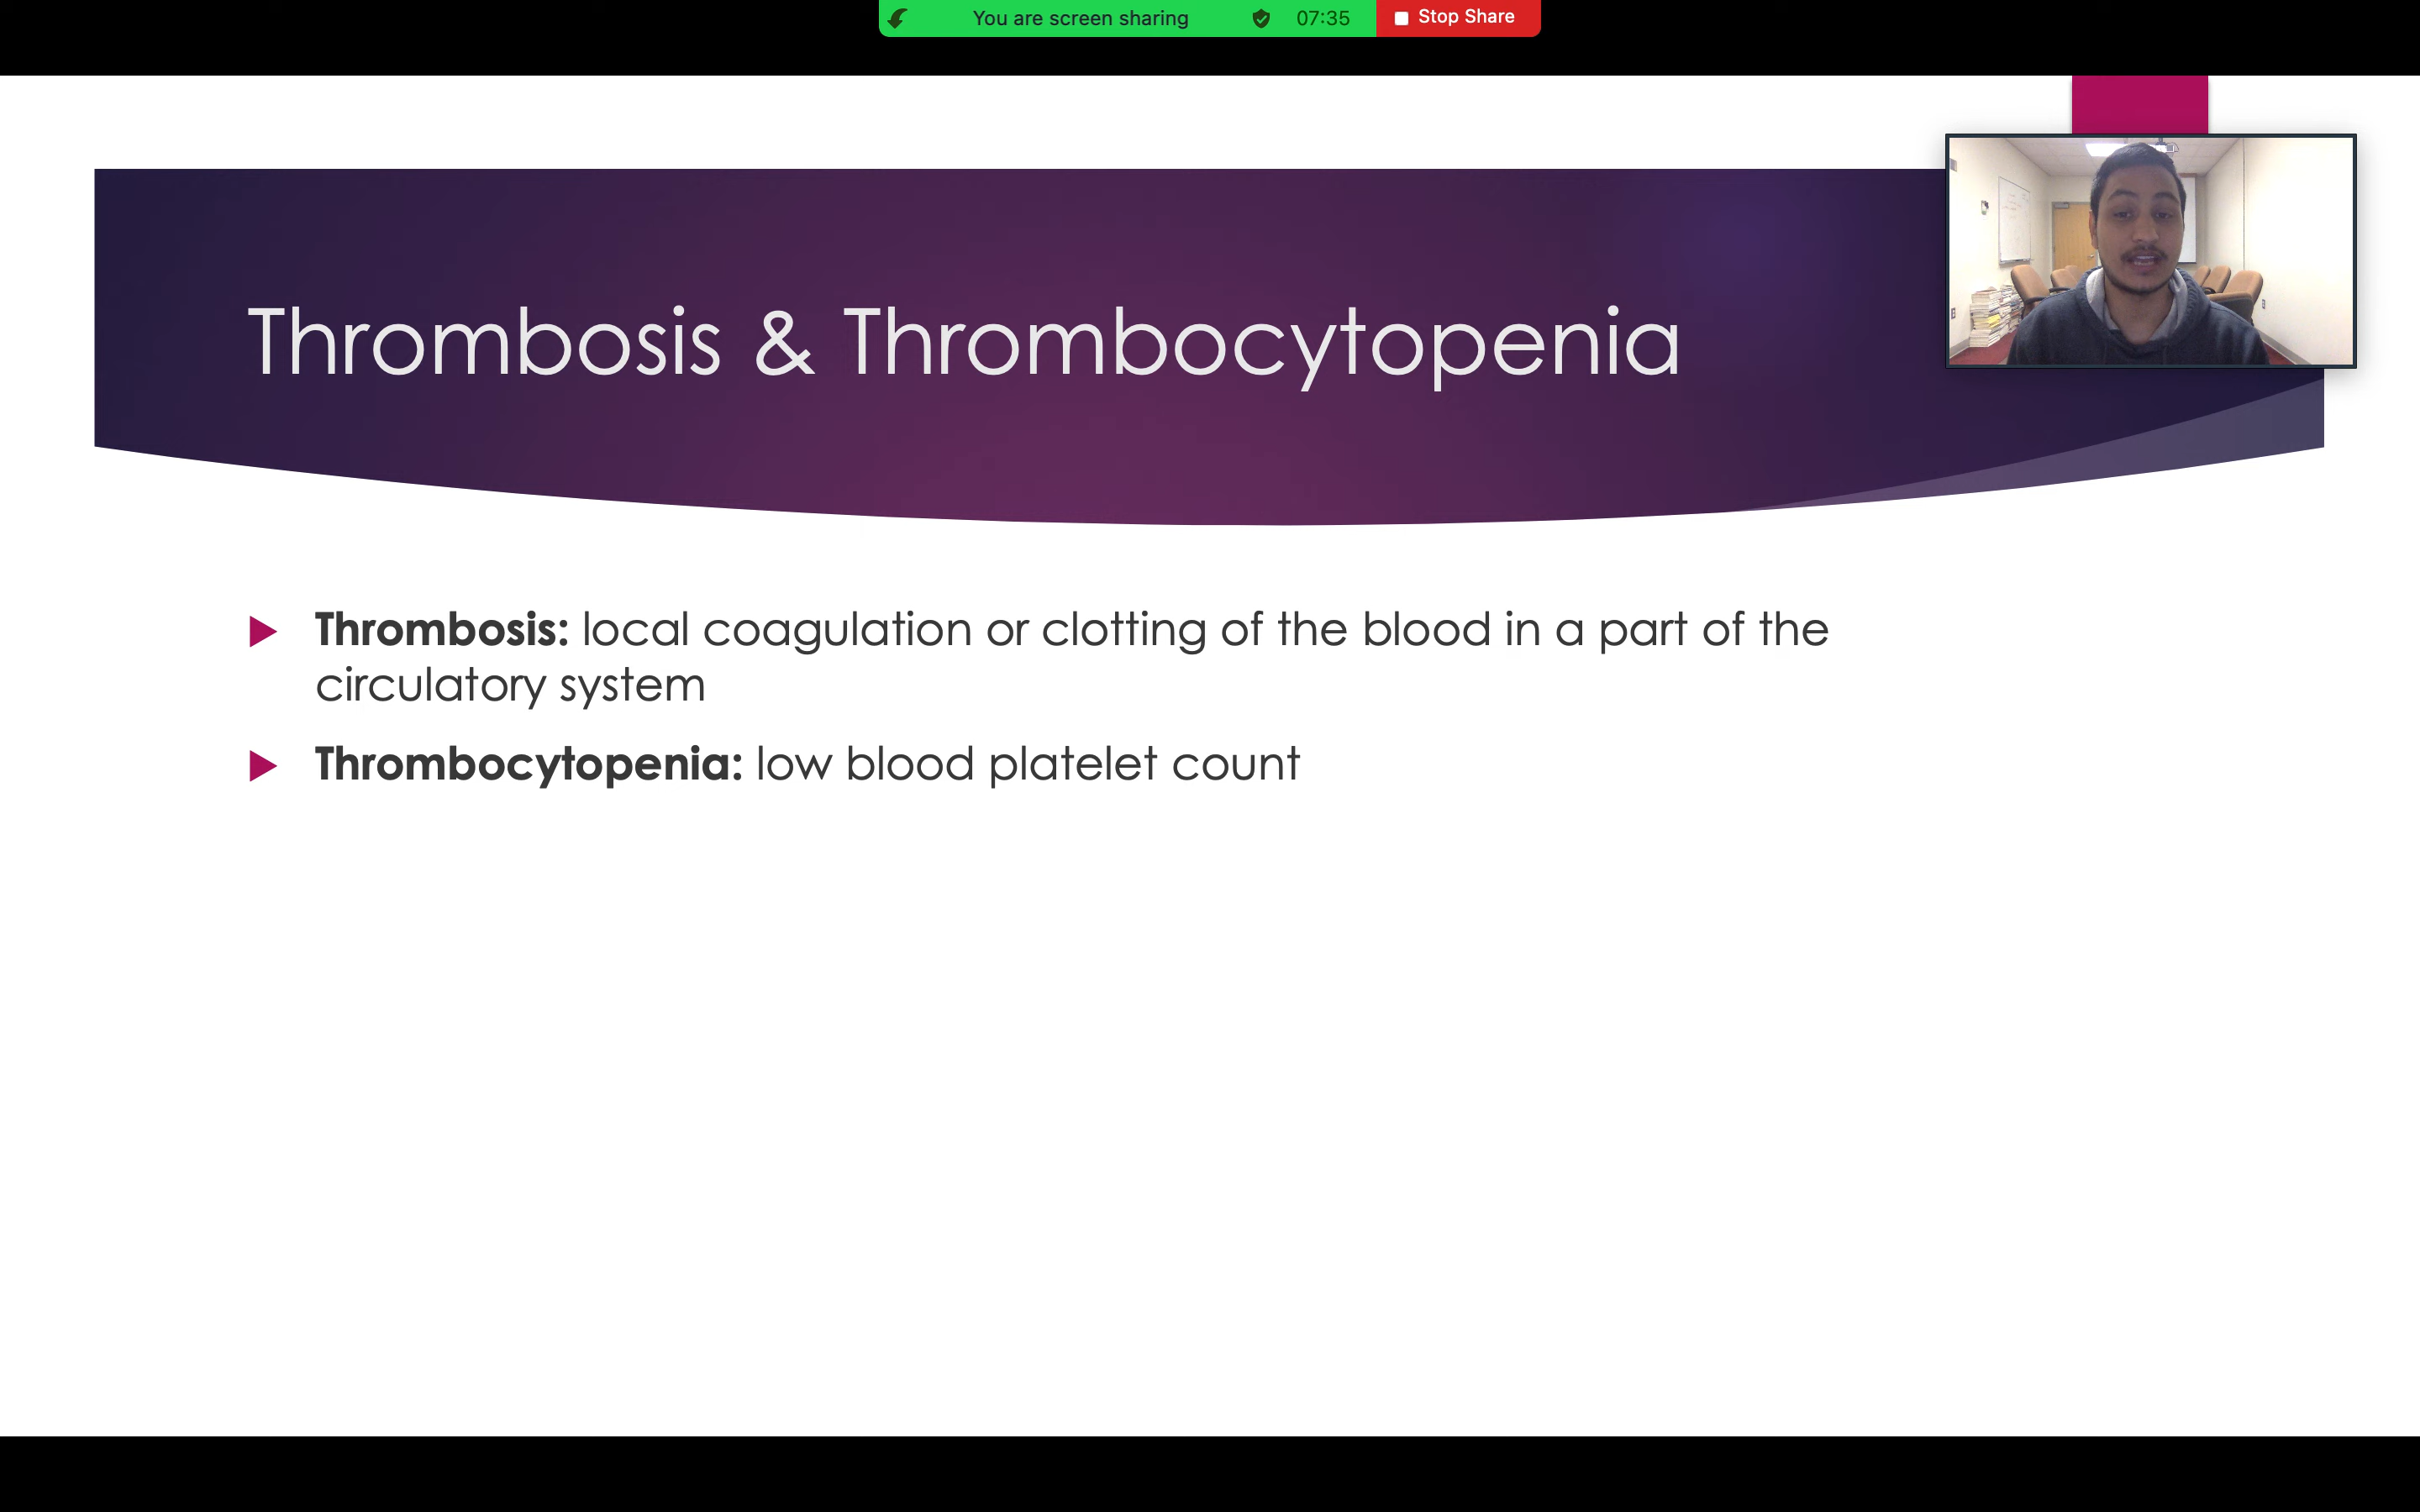 You are screen sharing 07:35 Stop Share
Thrombosis & Thrombocytopenia
Thrombosis: local coagulation or clotting of the blood in a part of the
circulatory system
Thrombocytopenia: low blood platelet count